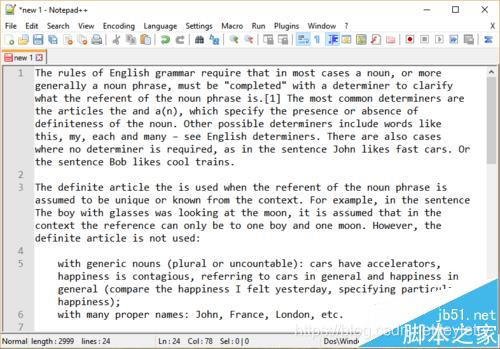 *new 1 - Notepad++
File Edit Search View Encoding Language Settings Macro Run Plugins Window ? X
new 1
1 The rules of English grammar require that in most cases a noun, or more
generally a noun phrase, must be "completed" with a determiner to clarify
what the referent of the noun phrase is.[1] The most common determiners are
the articles the and a(n), which specify the presence or absence of
definiteness of the noun. Other possible determiners include words like
this, my, each and many – see English determiners. There are also cases
where no determiner is required, as in the sentence John likes fast cars. Or
the sentence Bob likes cool trains.
2
3 The definite article the is used when the referent of the noun phrase is
assumed to be unique or known from the context. For example, in the sentence
The boy with glasses was looking at the moon, it is assumed that in the
context the reference can only be to one boy and one moon. However, the
definite article is not used:
4
5 with generic nouns (plural or uncountable): cars have accelerators,
happiness is contagious, referring to cars in general and happiness in
general (compare the happiness I felt yesterday, specifying particular
happiness);
6 with many proper names: John, France, London, etc.
7
jb51.net
脚本之家
Normal length : 2999 lines : 24 Ln : 24 Col : 78 Sel : 0 | 0 Dos\Windo